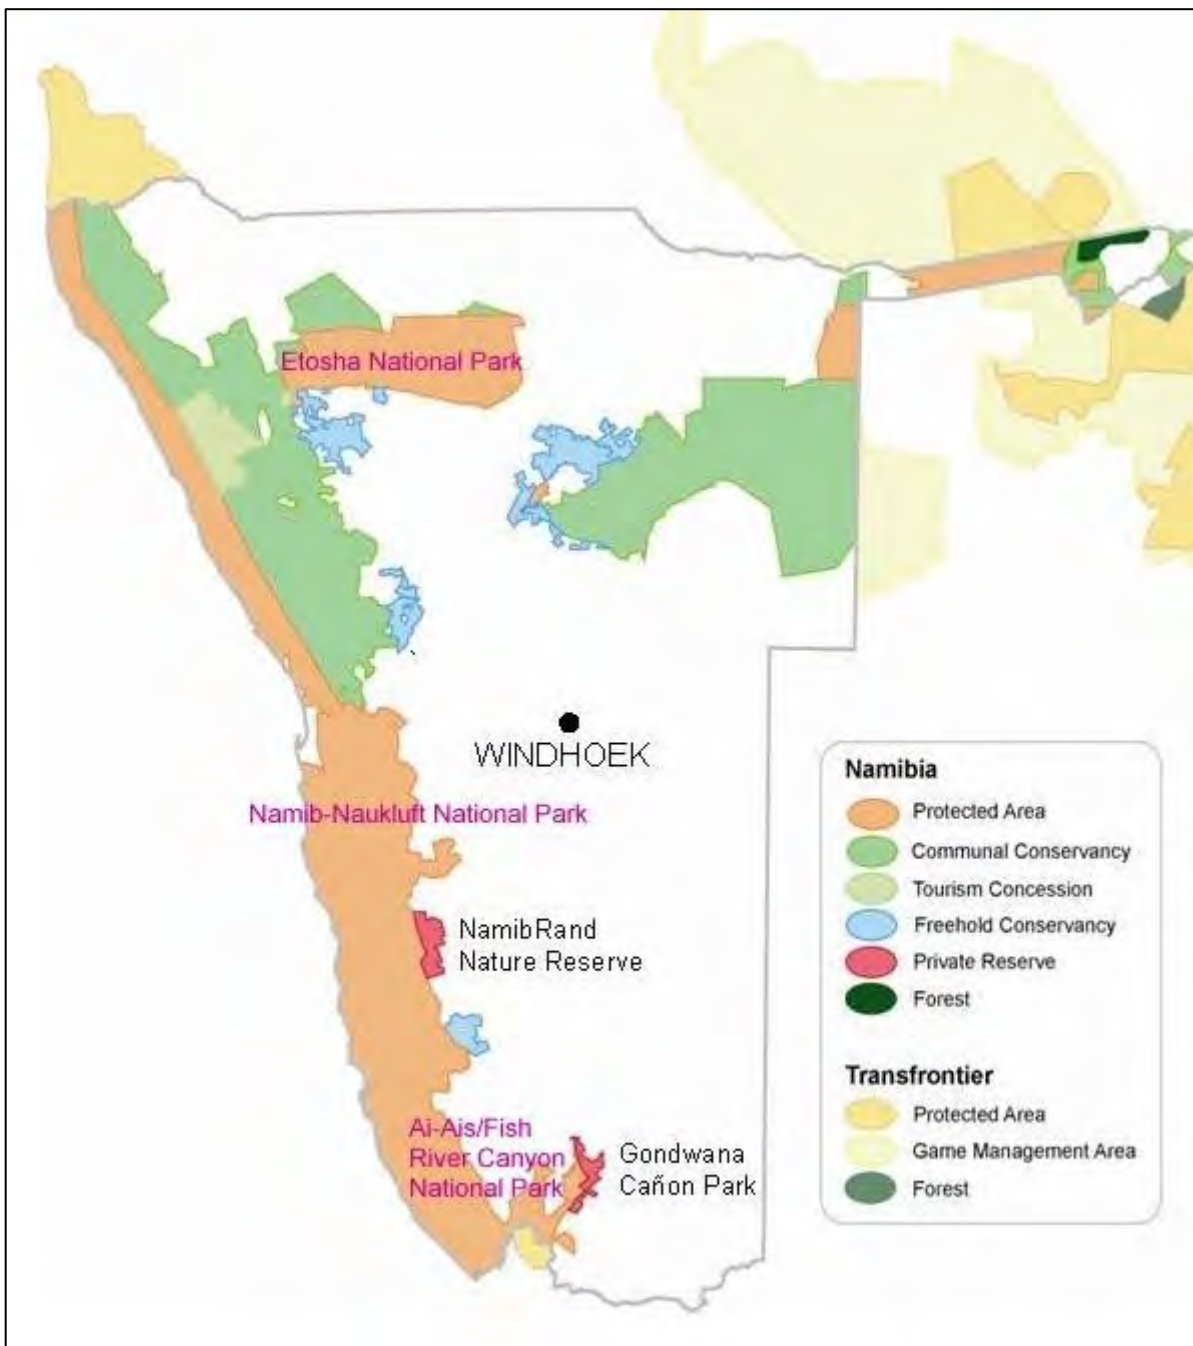 Etosha National Park
WINDHOEK
Namib-Naukluft National Park
NamibRand
Nature Reserve
Ai-Ais/Fish
River Canyon
National Park
Gondwana
Cañon Park
Namibia
Protected Area
Communal Conservancy
Tourism Concession
Freehold Conservancy
Private Reserve
Forest
Transfrontier
Protected Area
Game Management Area
Forest